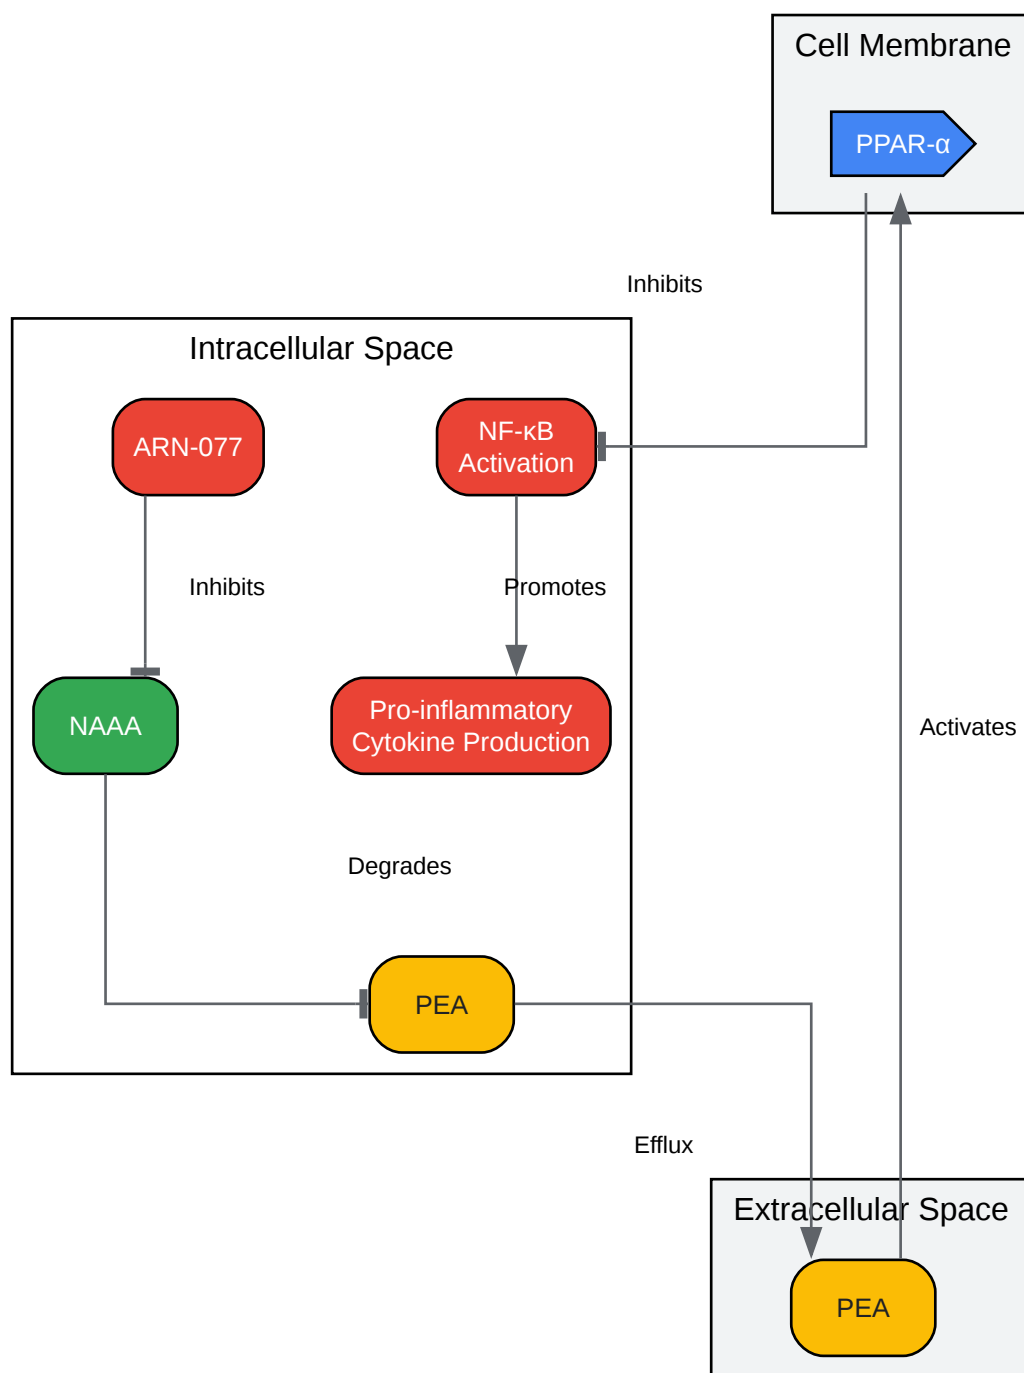 Cell Membrane
PPAR-α
Inhibits
Intracellular Space
ARN-077
NF-κB
Activation
Inhibits
Promotes
NAAA
Pro-inflammatory
Cytokine Production
Activates
Degrades
PEA
Efflux
Extracellular Space
PEA